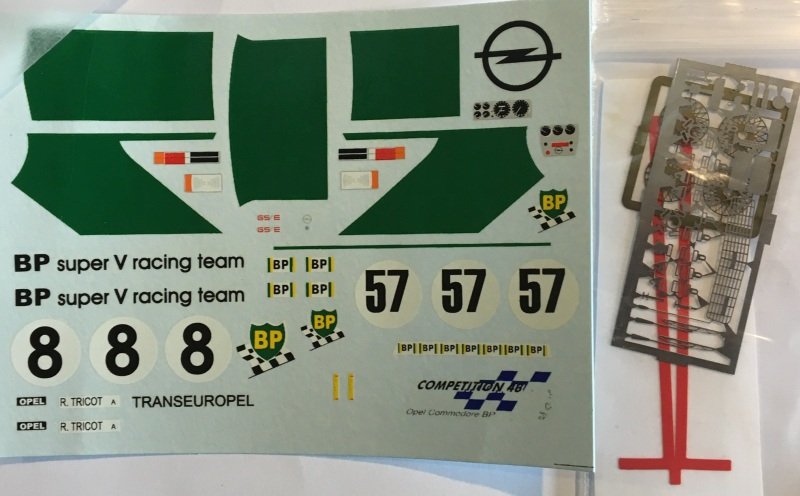 GS/E
GS/E
BP
BP super V racing team
BP super V racing team
BP BP
BP BP
57 57 57
8 8 8
BP
BP
BP BP BP BP BP BP BP
COMPETITION 48
Opel Commodore BP
OPEL R. TRICOT A TRANSEUROPEL
OPEL R. TRICOT A